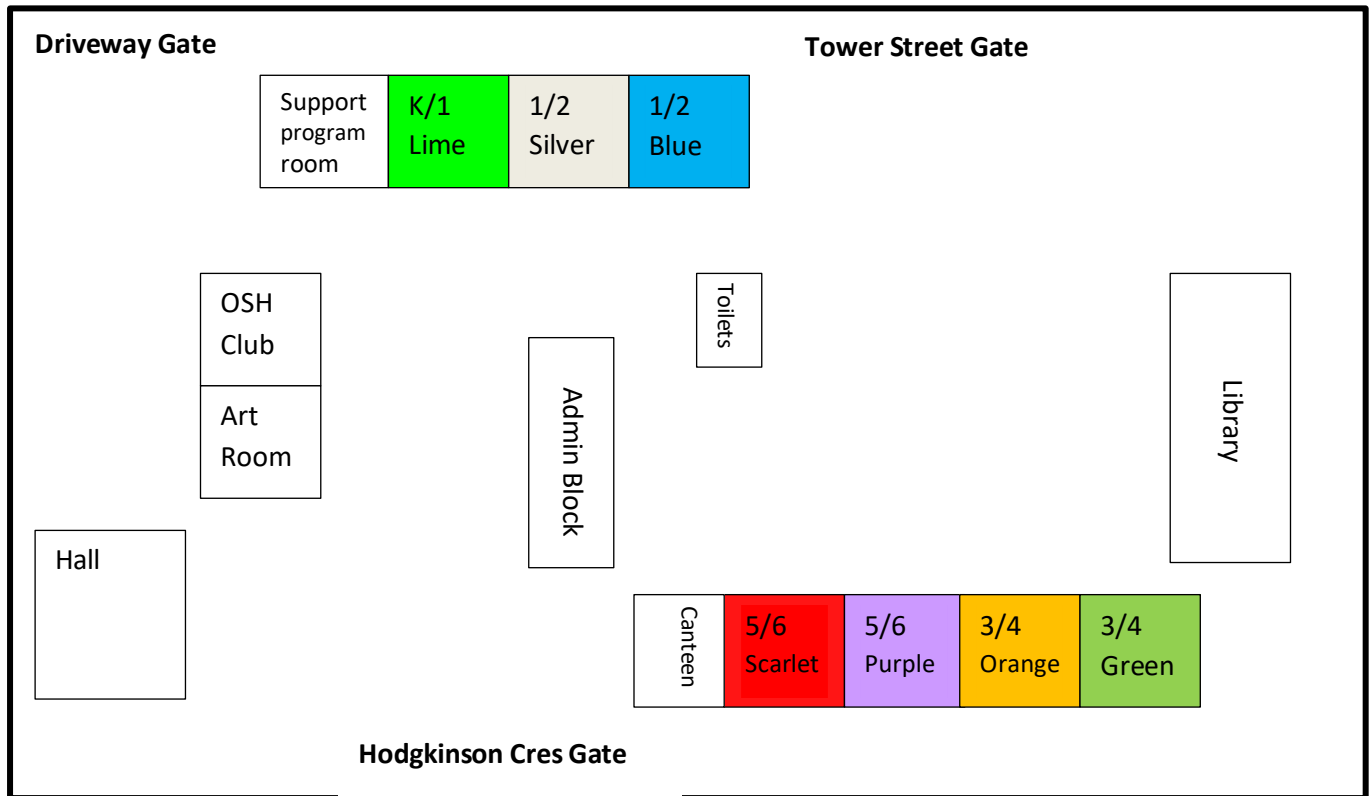 Driveway Gate
Tower Street Gate
Support
program
room
K/1
Lime
1/2
Silver
1/2
Blue
OSH
Club
Art
Room
Toilets
Admin Block
Library
Hall
Canteen
5/6
Scarlet
5/6
Purple
3/4
Orange
3/4
Green
Hodgkinson Cres Gate